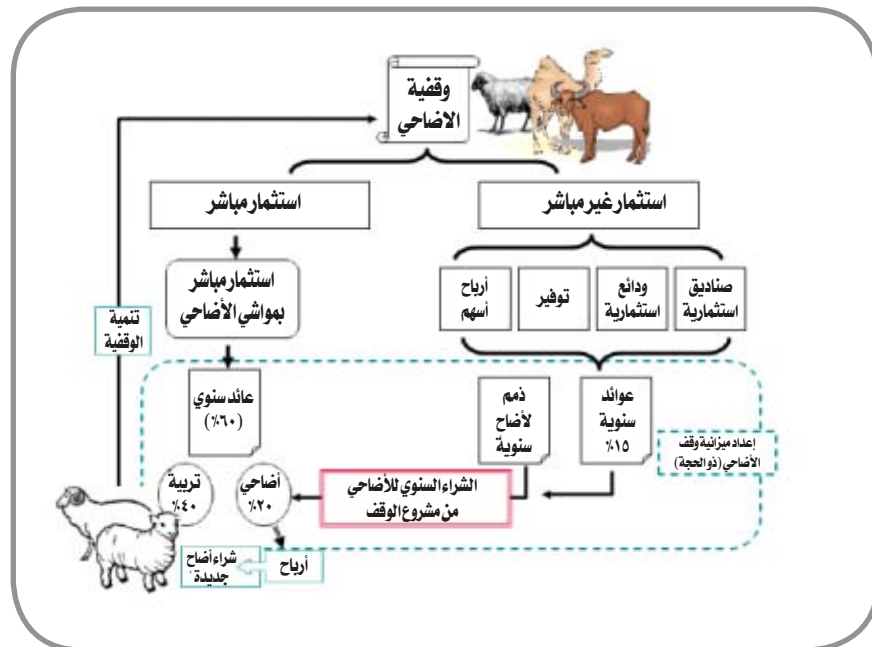 وقفية
الاضاحي
استثمار غير مباشر
استثمار مباشر
صناديق
استثمارية
ودائع
استثمارية
توفير
أرباح
أسهم
استثمار مباشر
بمواشي الأضاحي
تنمية
الوقفية
عوائد
سنوية
١٥٪
ذمم
لأضاح
سنوية
عائد سنوي
(٦٠٪)
إعداد ميزانية وقف
الأضاحي (ذو الحجة)
الشراء السنوي للأضاحي
من مشروع الوقف
أضاحي
٢٠٪
تربية
٤٠٪
أرباح
شراء أضاح
جديدة